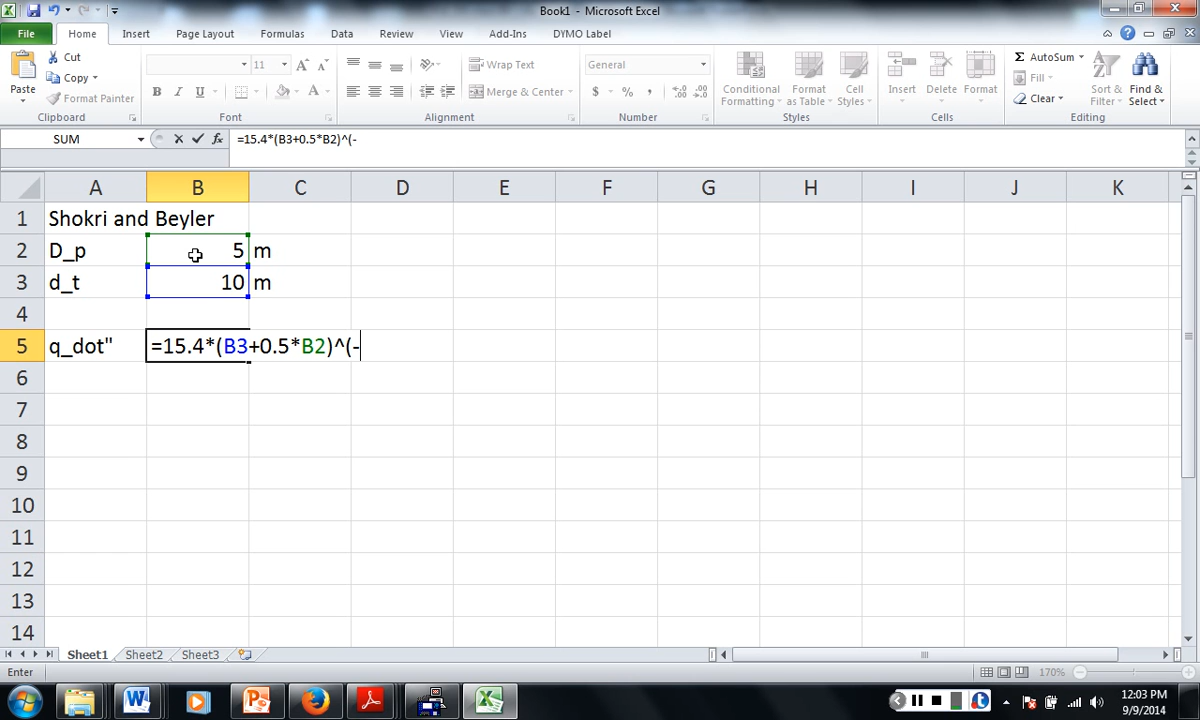 Book1 - Microsoft Excel
File Home Insert Page Layout Formulas Data Review View Add-Ins DYMO Label
Cut
Copy
Format Painter
Paste
Clipboard
11
Font
Wrap Text
Merge & Center
Alignment
General
Number
Conditional Formatting
Format as Table
Cell Styles
Styles
Insert Delete Format
Cells
AutoSum
Fill
Clear
Sort & Filter
Find & Select
Editing
SUM =15.4*(B3+0.5*B2)^(-
A B C D E F G H I J K
1 Shokri and Beyler
2 D_p 5 m
3 d_t 10 m
4
5 q_dot" =15.4*(B3+0.5*B2)^(-
6
7
8
9
10
11
12
13
14
Sheet1 Sheet2 Sheet3
Enter 170%
12:03 PM
9/9/2014